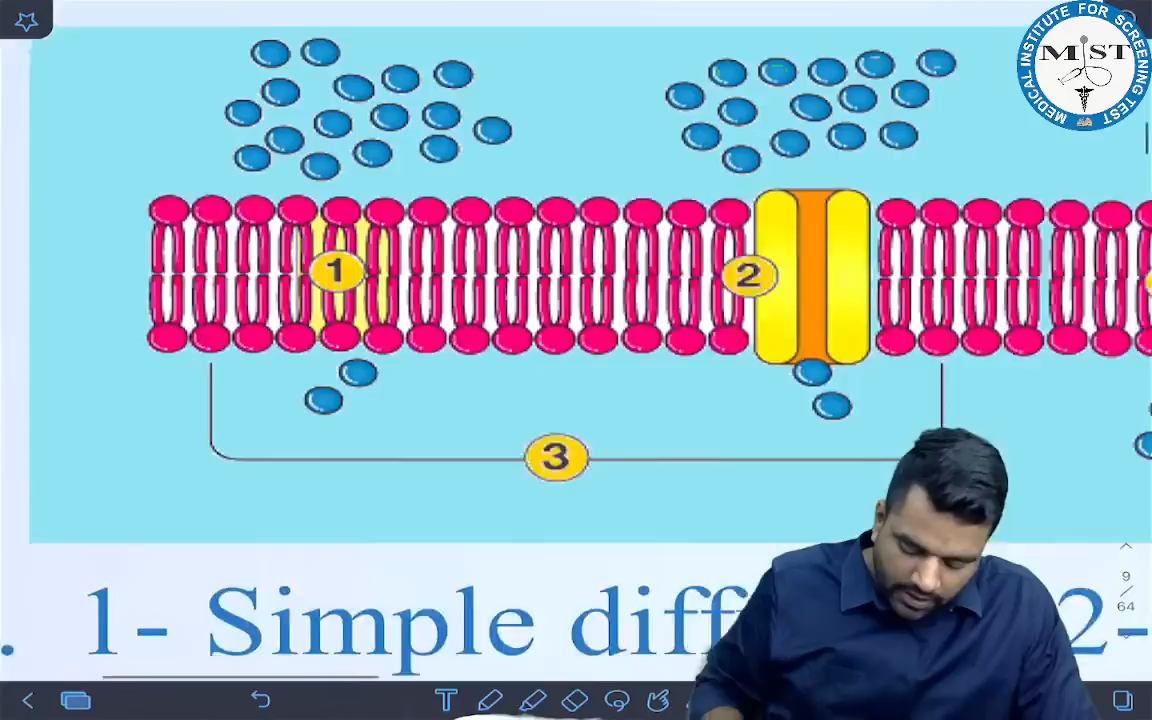 MEDICAL INSTITUTE FOR SCREENING TEST
MIST
1
2
3
. 1- Simple diff
2-
9
/
64
T